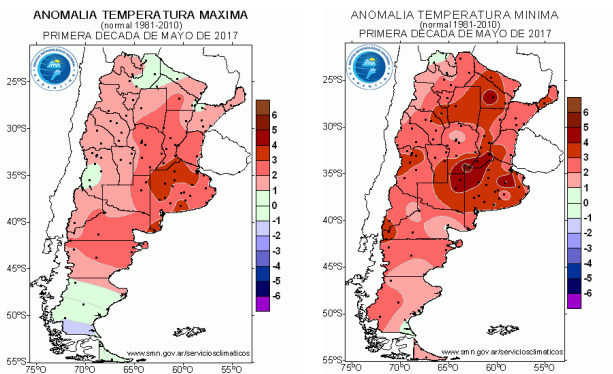 ANOMALIA TEMPERATURA MAXIMA
(normal 1981-2010)
PRIMERA DECADA DE MAYO DE 2017
25°S
30°S
35°S
40°S
45°S
50°S
55°S
75°W
70°W
65°W
60°W
55°W
6
5
4
3
2
1
0
-1
-2
-3
-4
-5
-6
www.smn.gov.ar/serviciosclimaticos
ANOMALIA TEMPERATURA MINIMA
(normal 1981-2010)
PRIMERA DECADA DE MAYO DE 2017
25°S
30°S
35°S
40°S
45°S
50°S
55°S
75°W
70°W
65°W
60°W
55°W
6
5
4
3
2
1
0
-1
-2
-3
-4
-5
-6
www.smn.gov.ar/serviciosclimaticos